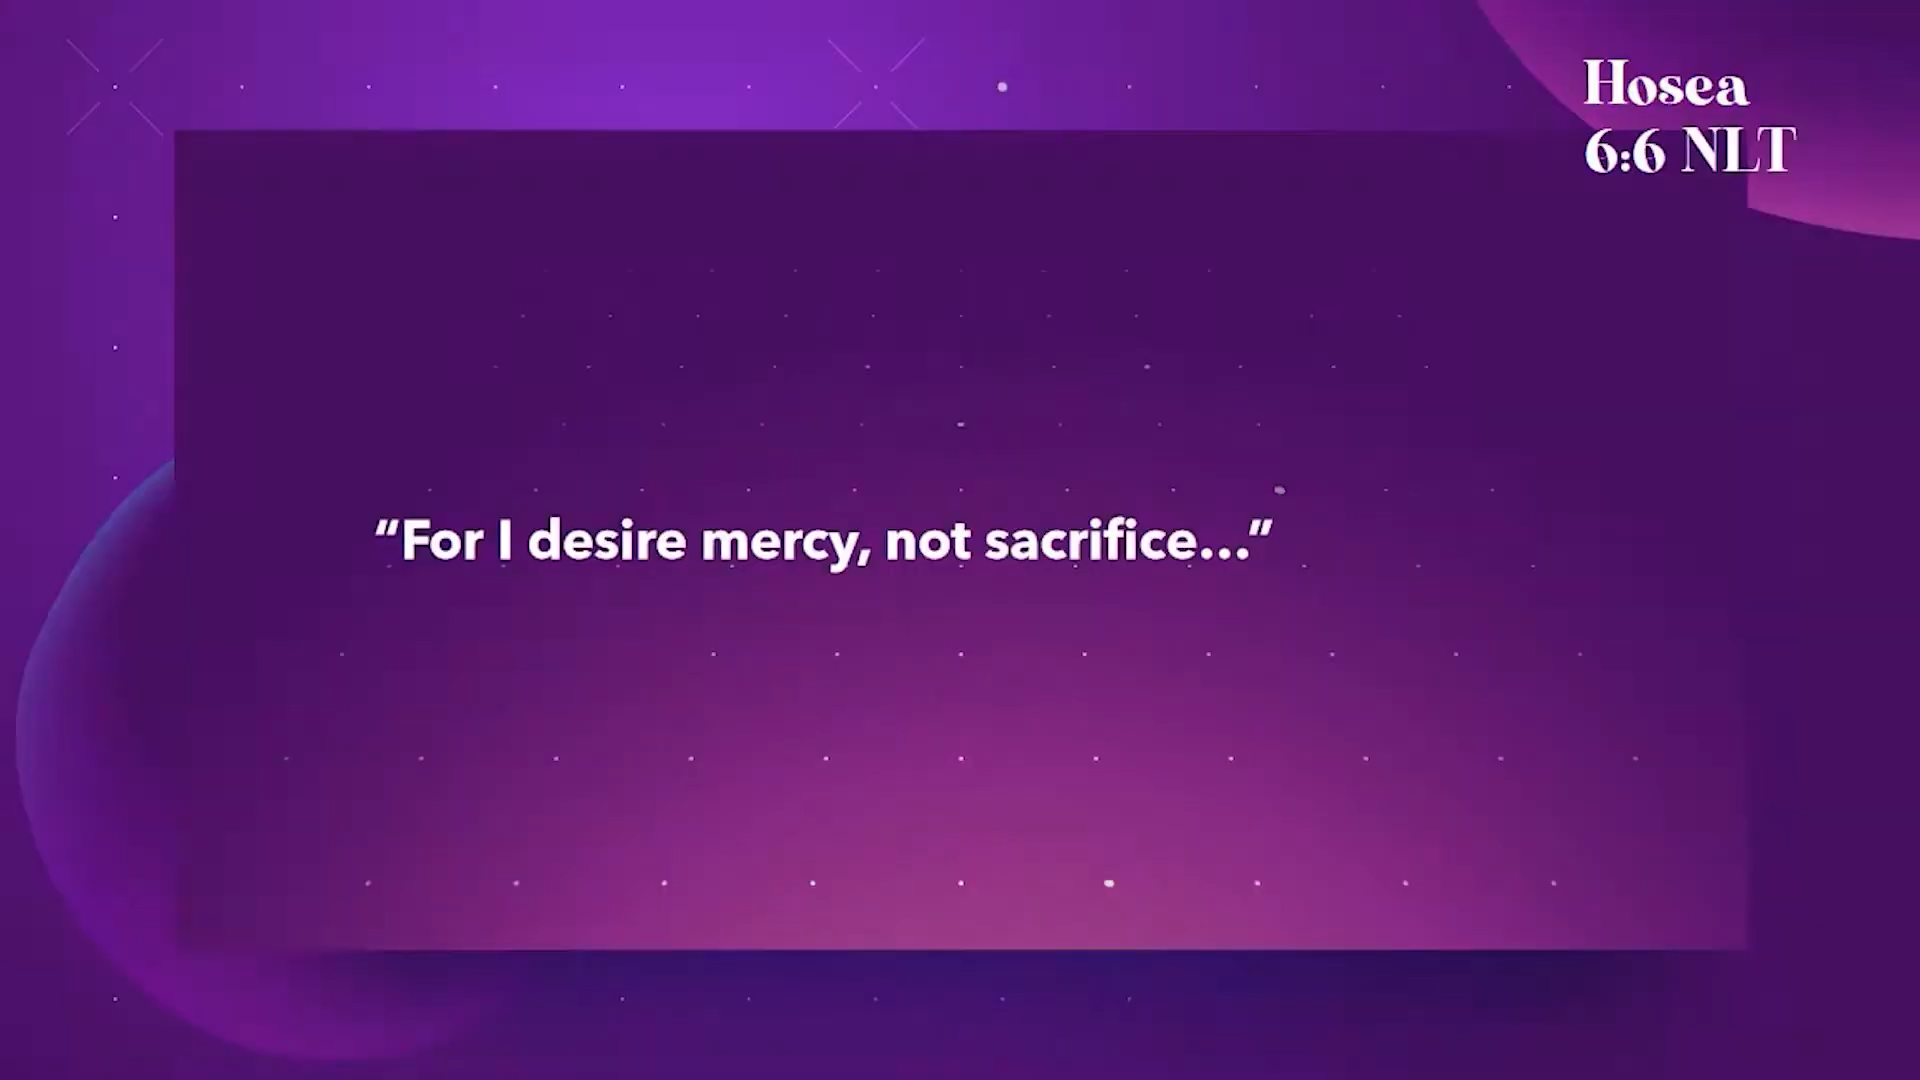 Hosea
6:6 NLT
“For I desire mercy, not sacrifice...”